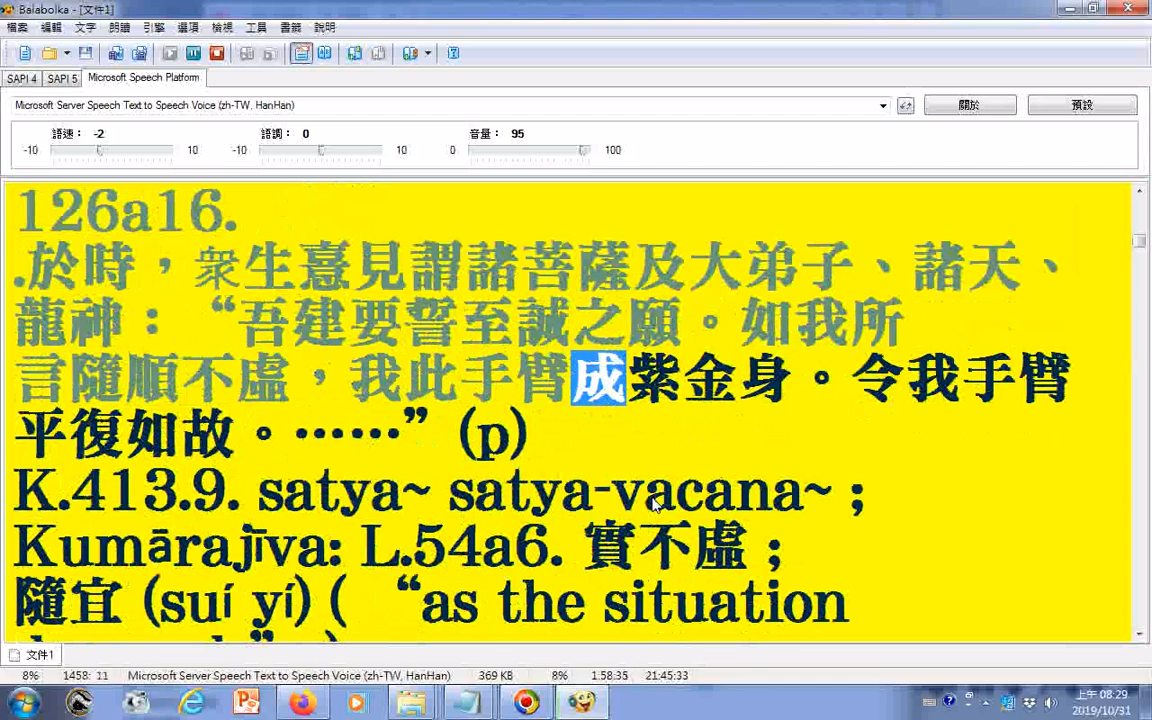 Balabolka - [文件1]
檔案 編輯 文字 朗讀 引擎 選項 檢視 工具 書籤 說明
SAPI 4 SAPI 5 Microsoft Speech Platform
Microsoft Server Speech Text to Speech Voice (zh-TW, HanHan) 關於 預設
語速： -2 語調： 0 音量： 95
-10 10 -10 10 0 100
126a16.
.於時，衆生憙見謂諸菩薩及大弟子、諸天、
龍神：“吾建要誓至誠之願。如我所
言隨順不虛，我此手臂成紫金身。令我手臂
平復如故。……”(p)
K.413.9. satya~ satya-vacana~ ;
Kumārajīva: L.54a6. 實不虛；
隨宜 (suí yí) ( “as the situation
文件1
8% 1458: 11 Microsoft Server Speech Text to Speech Voice (zh-TW, HanHan) 369 KB 8% 1:58:35 21:45:33
上午 08:29
2019/10/31